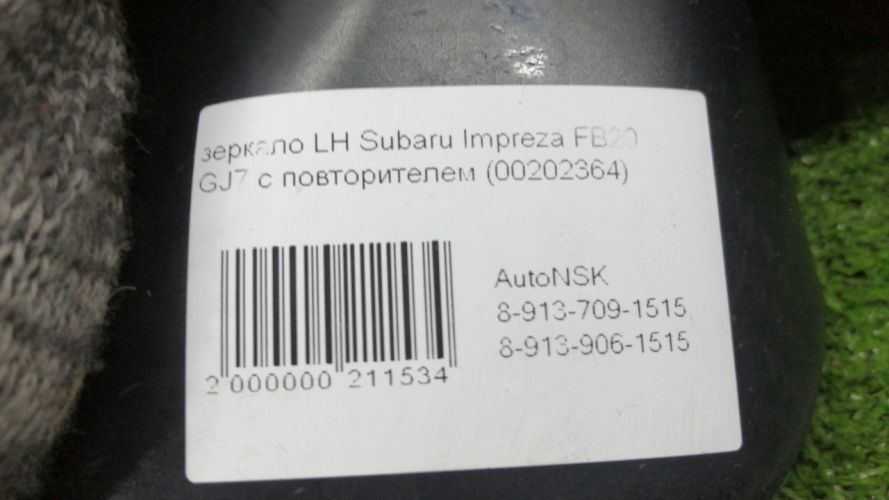 зеркало LH Subaru Impreza FB20
GJ7 с повторителем (00202364)
AutoNSK
8-913-709-1515
8-913-906-1515
2 000000 211534